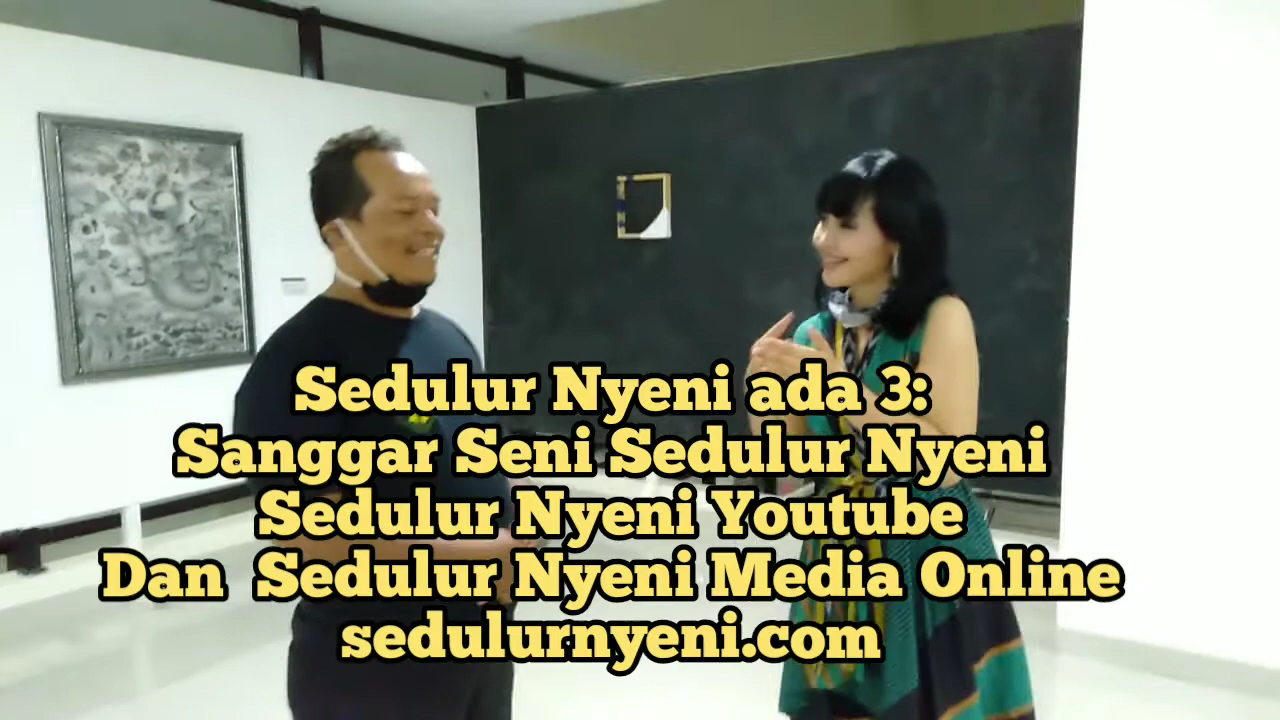 Sedulur Nyeni ada 3:
Sanggar Seni Sedulur Nyeni
Sedulur Nyeni Youtube
Dan Sedulur Nyeni Media Online
sedulurnyeni.com